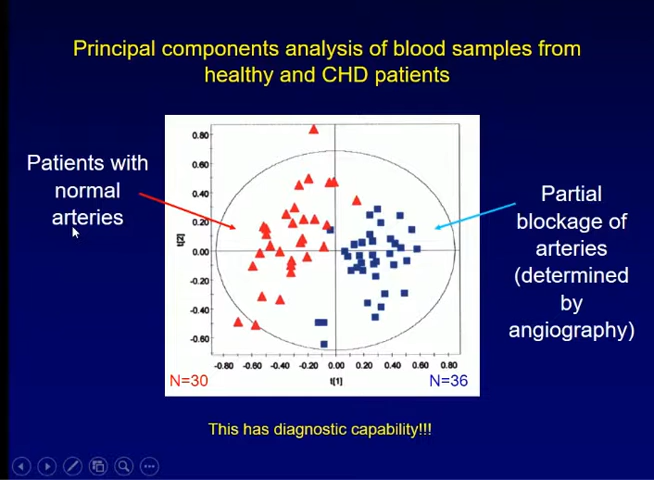 Principal components analysis of blood samples from
healthy and CHD patients
Patients with
normal
arteries
Partial
blockage of
arteries
(determined
by
angiography)
0.80
0.60
0.40
0.20
0.00
-0.20
-0.40
-0.60
t[2]
-0.80 -0.60 -0.40 -0.20 0.00 0.20 0.40 0.60 0.80
t[1]
N=30
N=36
This has diagnostic capability!!!